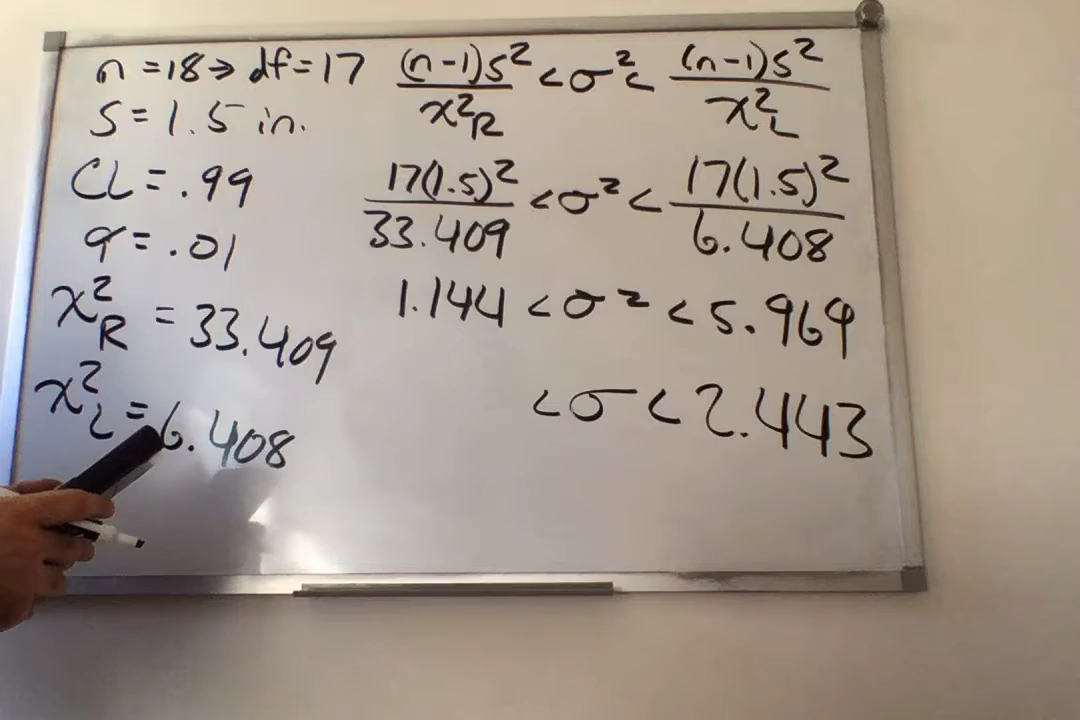 n = 18 → df = 17
S = 1.5 in.
CL = .99
α = .01
χ²R = 33.409
χ²L = 6.408
(n-1)S²/χ²R < σ² < (n-1)S²/χ²L
17(1.5)²/33.409 < σ² < 17(1.5)²/6.408
1.144 < σ² < 5.969
< σ < 2.443